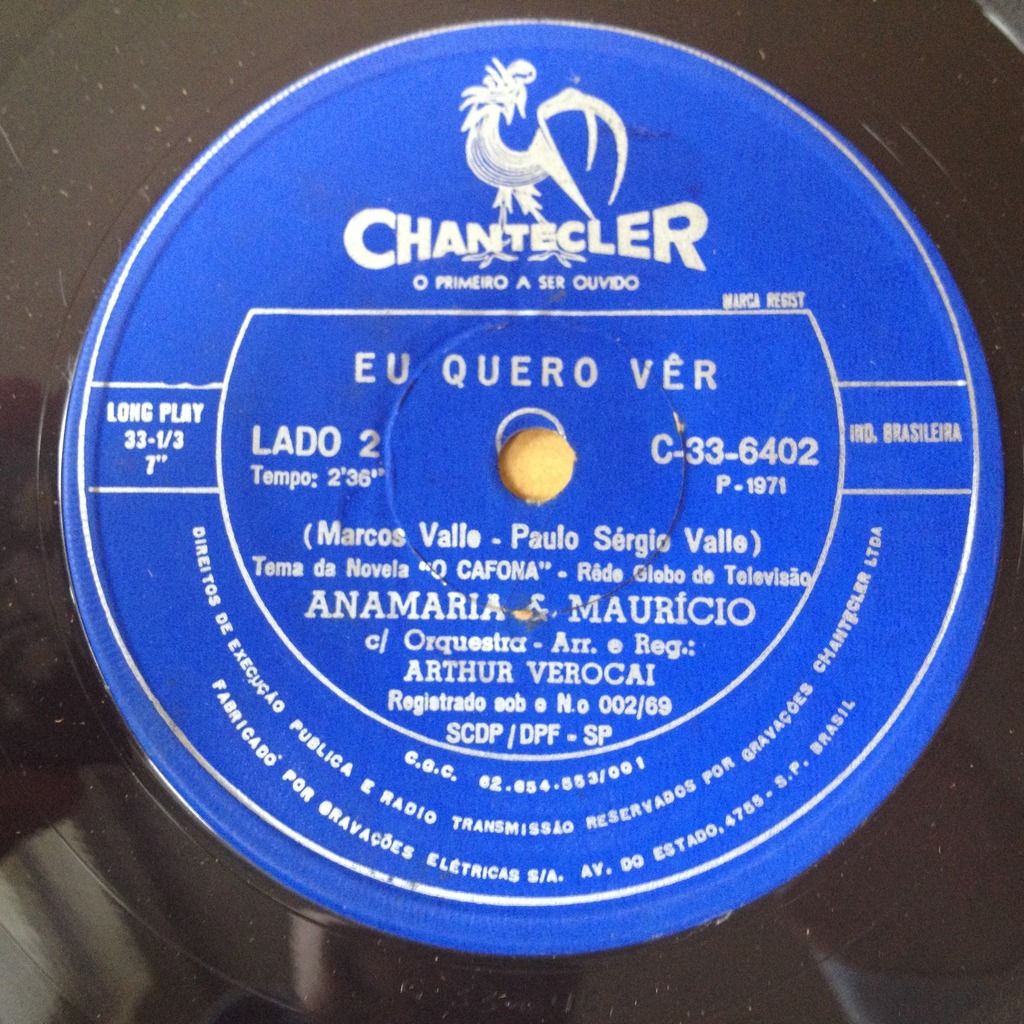 CHANTECLER
O PRIMEIRO A SER OUVIDO
MARCA REGIST
EU QUERO VÊR
LONG PLAY
33-1/3
7"
LADO 2
Tempo: 2'36"
C-33-6402
P - 1971
IND. BRASILEIRA
(Marcos Valle - Paulo Sérgio Valle)
Tema da Novela "O CAFONA" - Rêde Globo de Televisão
ANAMARIA & MAURÍCIO
c/ Orquestra - Arr. e Reg.:
ARTHUR VEROCAI
Registrado sob o N.o 002/69
SCDP / DPF - SP
C.G.C. 62.654.553/001
DIREITOS DE EXECUÇÃO PUBLICA E RADIO TRANSMISSÃO RESERVADOS POR GRAVAÇÕES CHANTECLER LTDA
FABRICADO POR GRAVAÇÕES ELÉTRICAS S/A. AV. DO ESTADO, 4755 - S.P. BRASIL